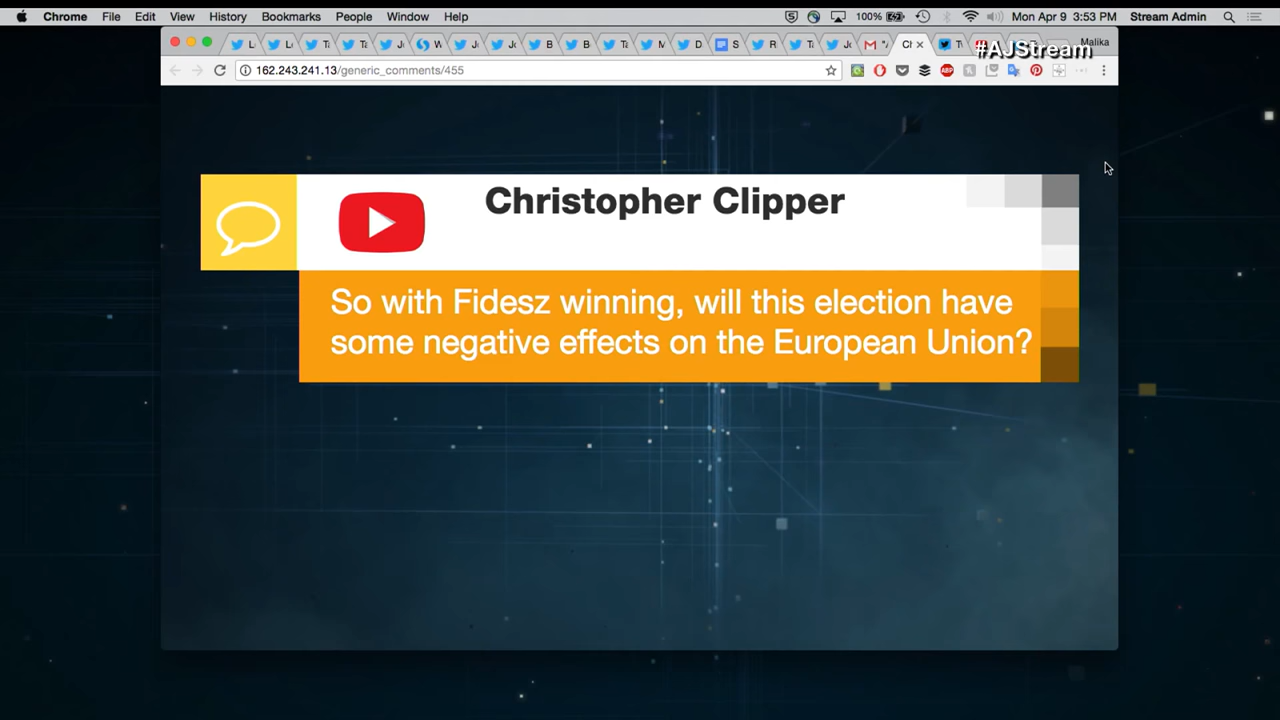 Chrome File Edit View History Bookmarks People Window Help 100% Mon Apr 9 3:53 PM Stream Admin
Malika
#AJStream
162.243.241.13/generic_comments/455
Christopher Clipper
So with Fidesz winning, will this election have
some negative effects on the European Union?